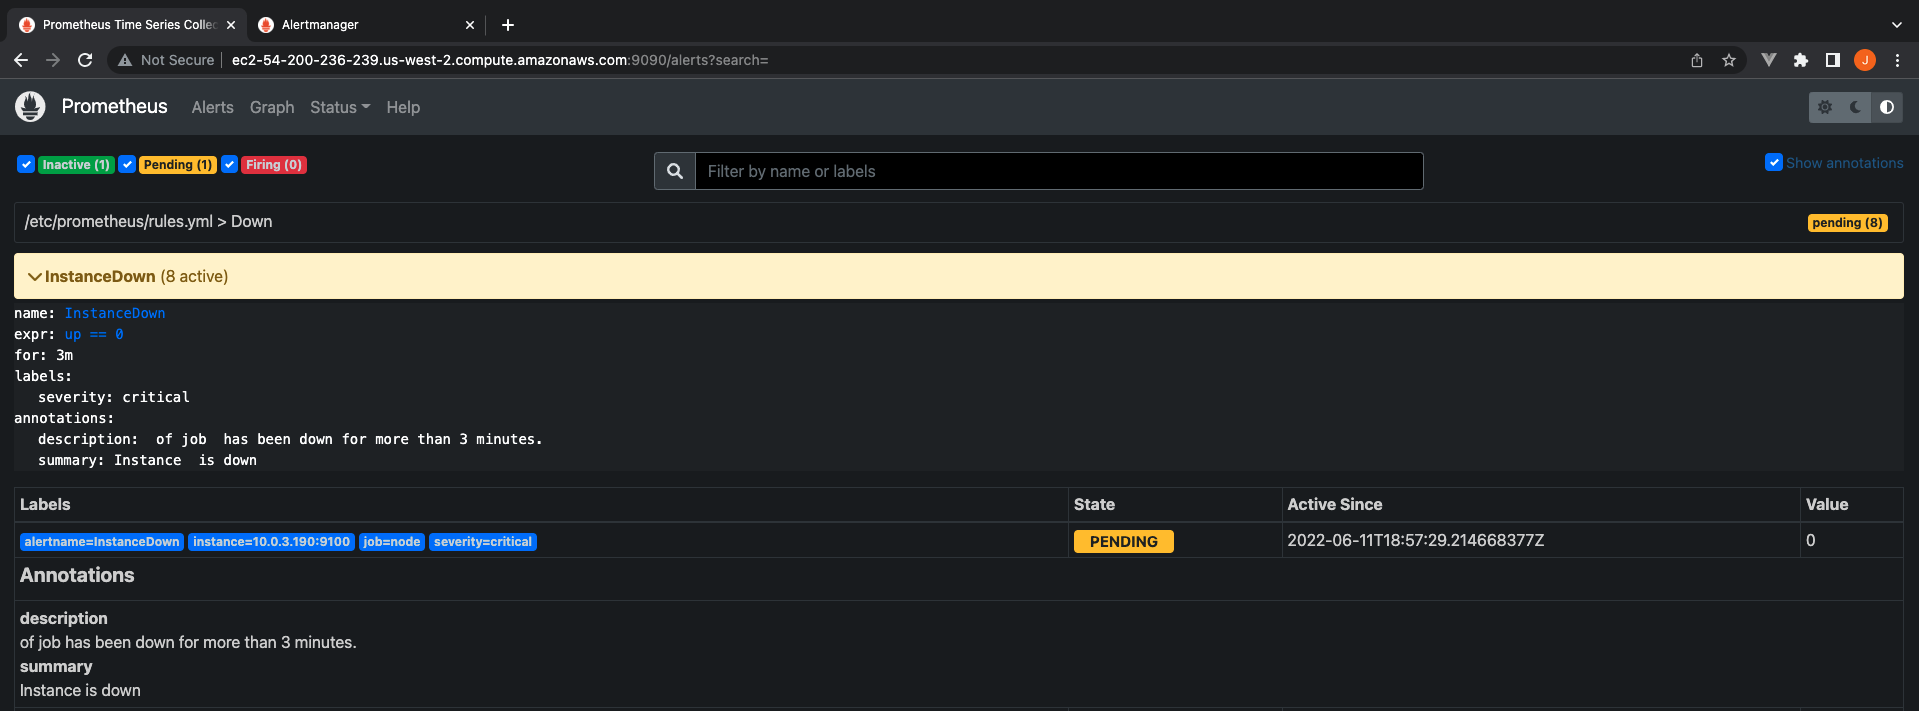 Prometheus Time Series Collec
Alertmanager
Not Secure ec2-54-200-236-239.us-west-2.compute.amazonaws.com:9090/alerts?search=
J
Prometheus Alerts Graph Status Help
Inactive (1) Pending (1) Firing (0)
Filter by name or labels
Show annotations
/etc/prometheus/rules.yml > Down
pending (8)
InstanceDown (8 active)
name: InstanceDown
expr: up == 0
for: 3m
labels:
severity: critical
annotations:
description:  of job  has been down for more than 3 minutes.
summary: Instance  is down
Labels State Active Since Value
alertname=InstanceDown instance=10.0.3.190:9100 job=node severity=critical PENDING 2022-06-11T18:57:29.214668377Z 0
Annotations
description
of job has been down for more than 3 minutes.
summary
Instance is down